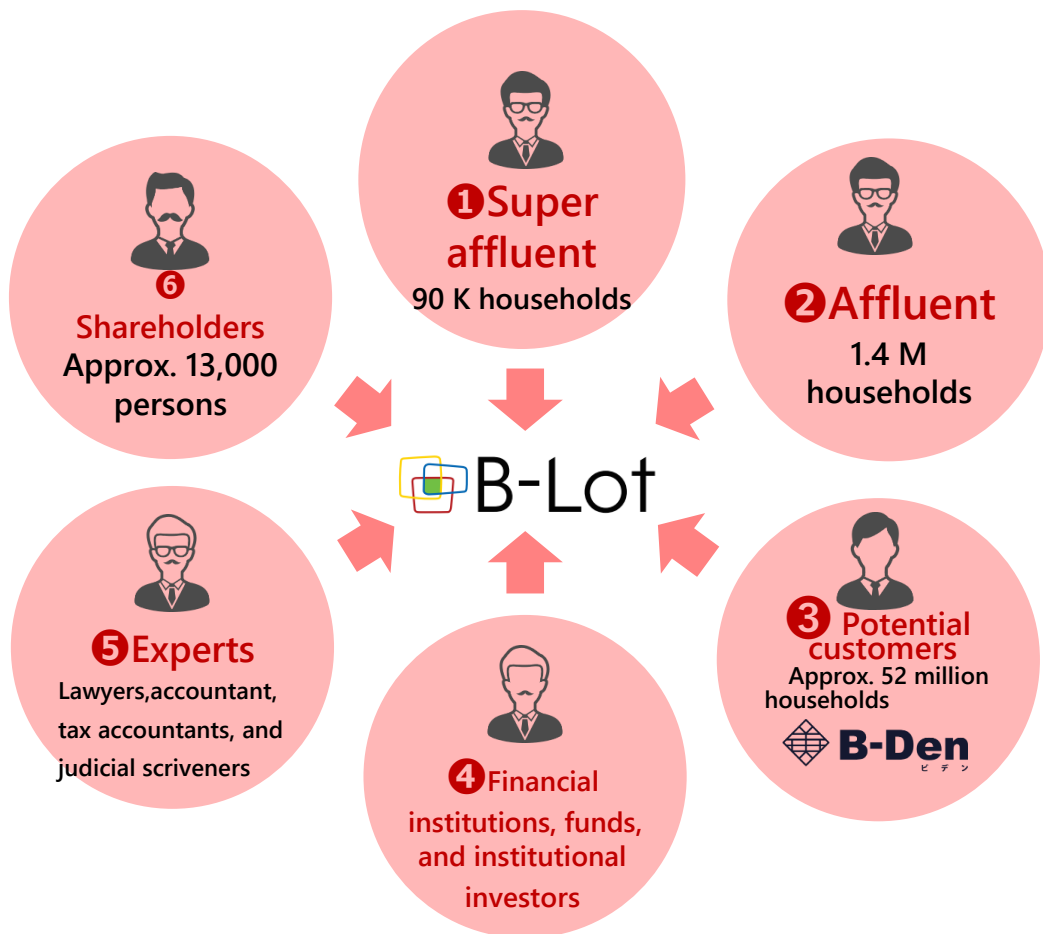 ❶Super
affluent
90 K households
❷Affluent
1.4 M
households
❸ Potential
customers
Approx. 52 million
households
B-Den
ビデン
❹Financial
institutions, funds,
and institutional
investors
❺Experts
Lawyers,accountant,
tax accountants, and
judicial scriveners
❻
Shareholders
Approx. 13,000
persons
B-Lot